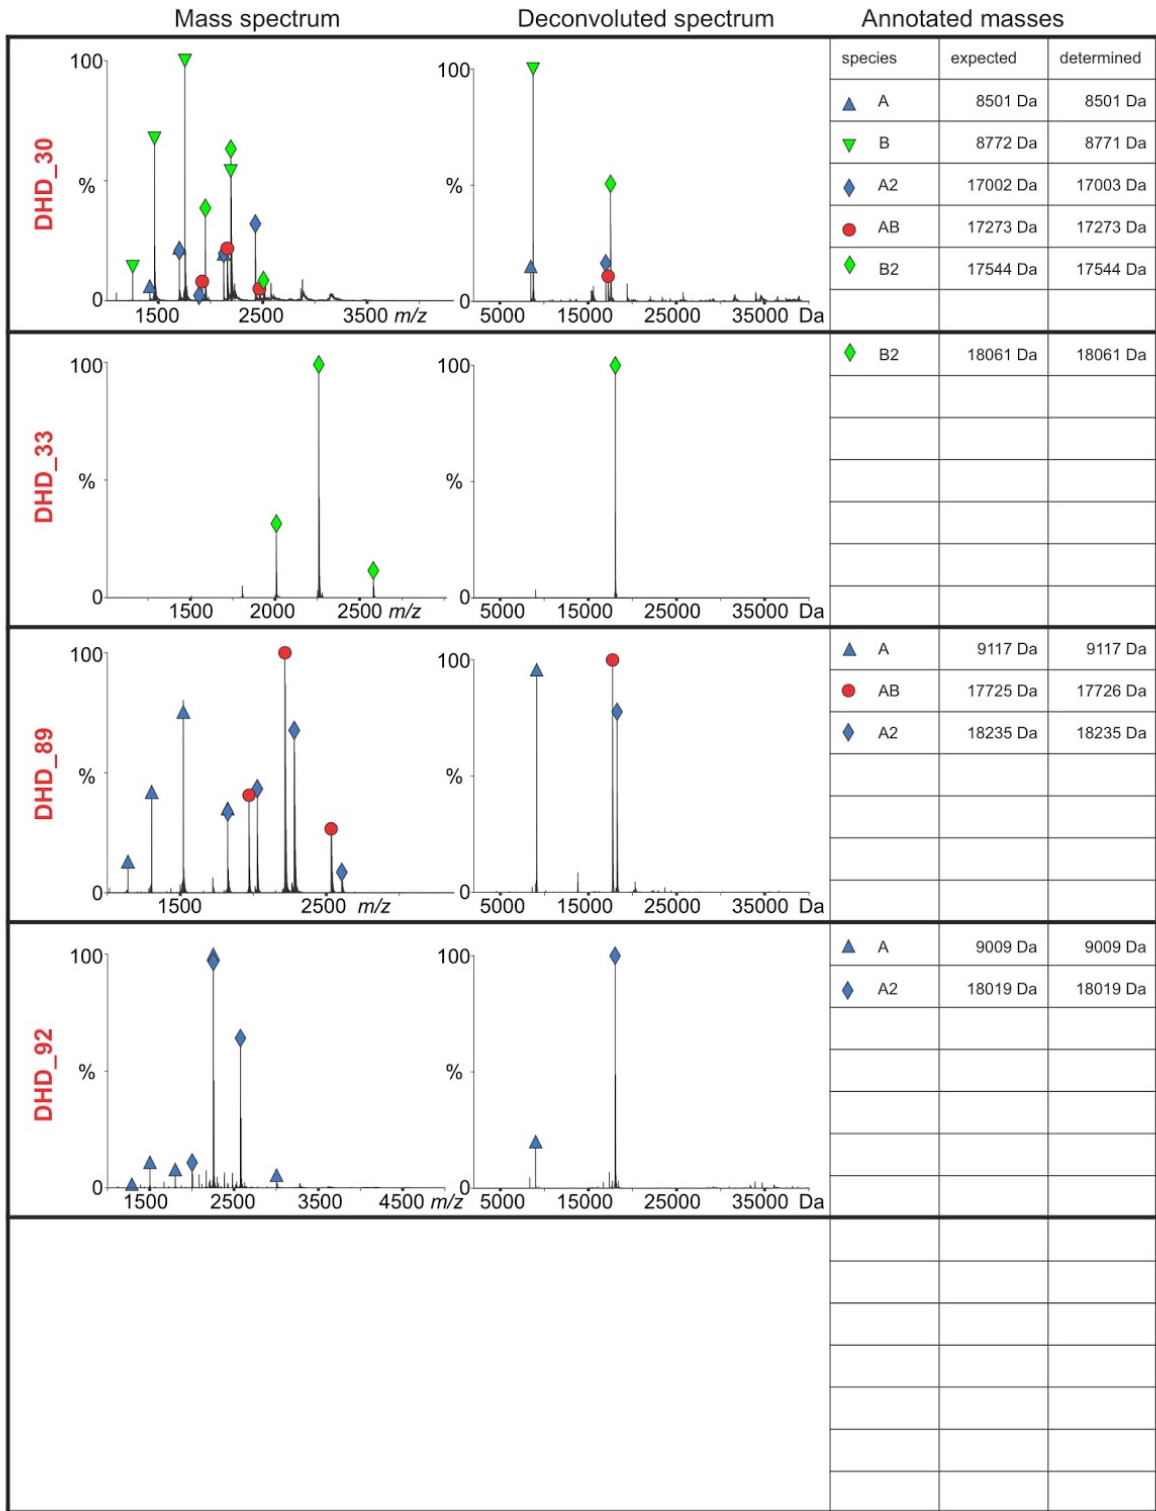 Mass spectrum Deconvoluted spectrum Annotated masses
DHD_30
100
%
0
1500 2500 3500 m/z
100
%
0
5000 15000 25000 35000 Da
species expected determined
A 8501 Da 8501 Da
B 8772 Da 8771 Da
A2 17002 Da 17003 Da
AB 17273 Da 17273 Da
B2 17544 Da 17544 Da
DHD_33
100
%
0
1500 2000 2500 m/z
100
%
0
5000 15000 25000 35000 Da
B2 18061 Da 18061 Da
DHD_89
100
%
0
1500 2500 m/z
100
%
0
5000 15000 25000 35000 Da
A 9117 Da 9117 Da
AB 17725 Da 17726 Da
A2 18235 Da 18235 Da
DHD_92
100
%
0
1500 2500 3500 4500 m/z
100
%
0
5000 15000 25000 35000 Da
A 9009 Da 9009 Da
A2 18019 Da 18019 Da